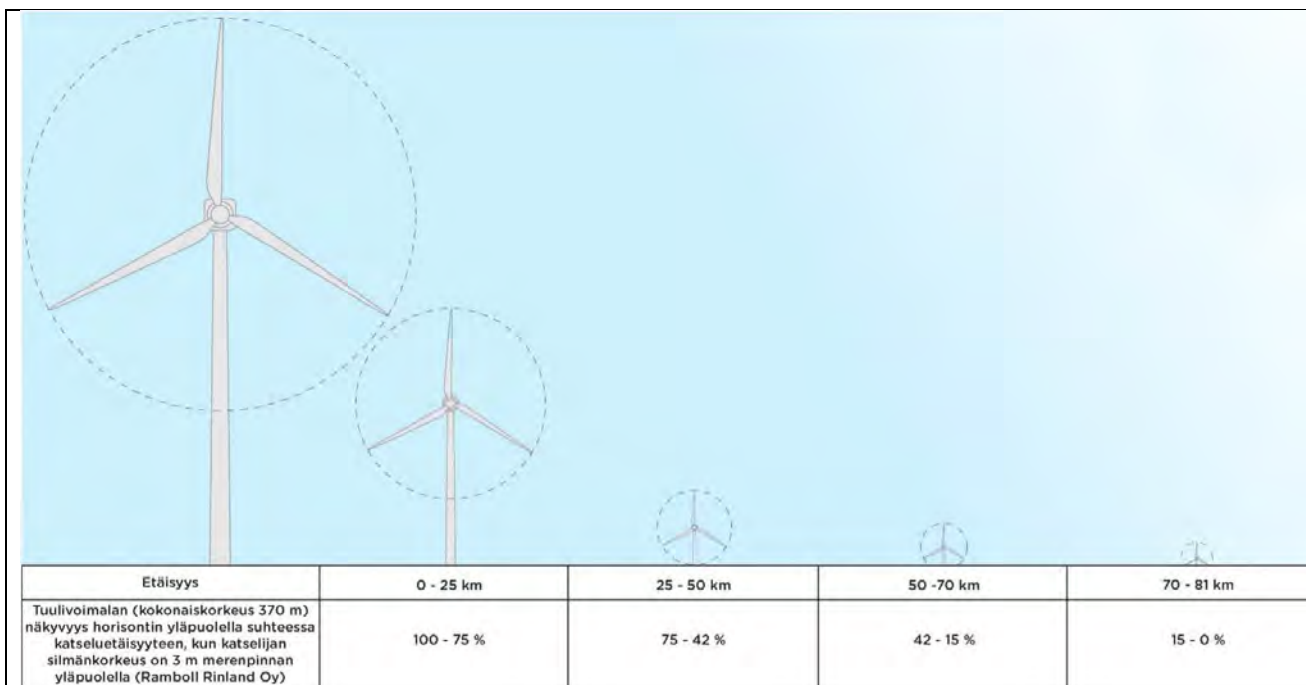 Etäisyys
0 - 25 km
25 - 50 km
50 -70 km
70 - 81 km
Tuulivoimalan (kokonaiskorkeus 370 m)
näkyvyys horisontin yläpuolella suhteessa
katseluetäisyyteen, kun katselijan
silmänkorkeus on 3 m merenpinnan
yläpuolella (Ramboll Rinland Oy)
100 - 75 %
75 - 42 %
42 - 15 %
15 - 0 %